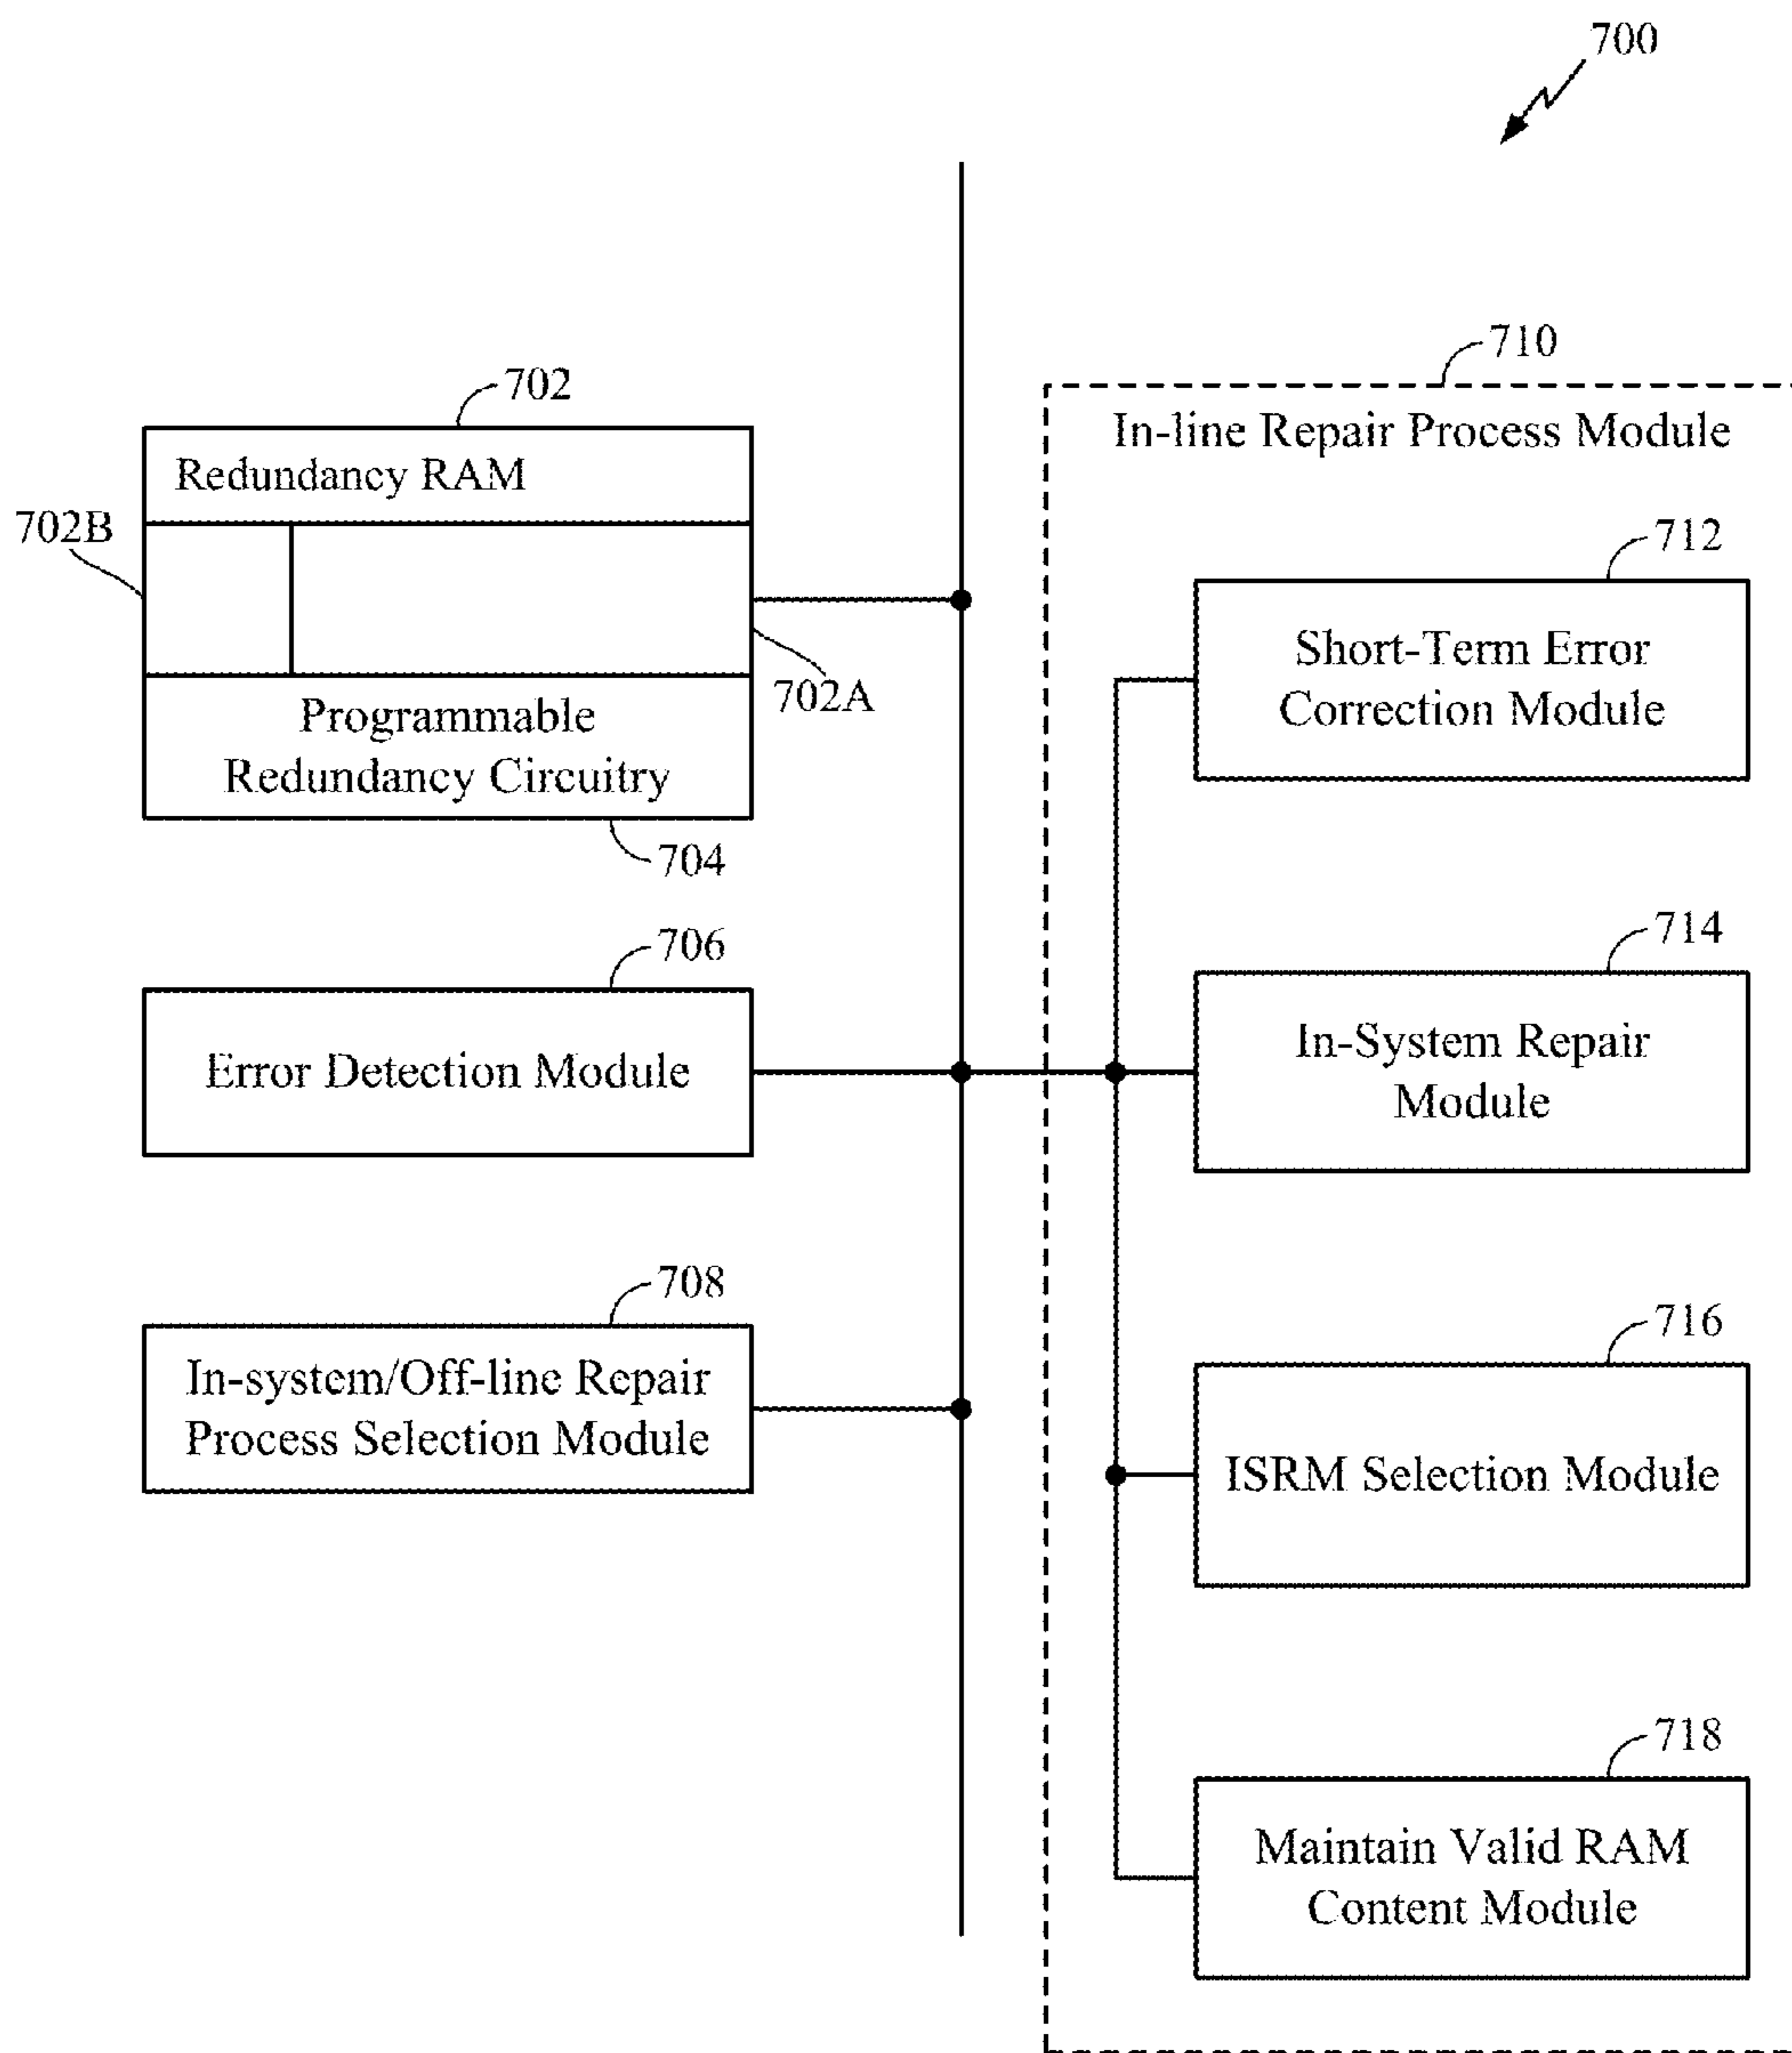 700
702
Redundancy RAM
702B
702A
Programmable
Redundancy Circuitry
704
706
Error Detection Module
708
In-system/Off-line Repair
Process Selection Module
710
In-line Repair Process Module
712
Short-Term Error
Correction Module
714
In-System Repair
Module
716
ISRM Selection Module
718
Maintain Valid RAM
Content Module